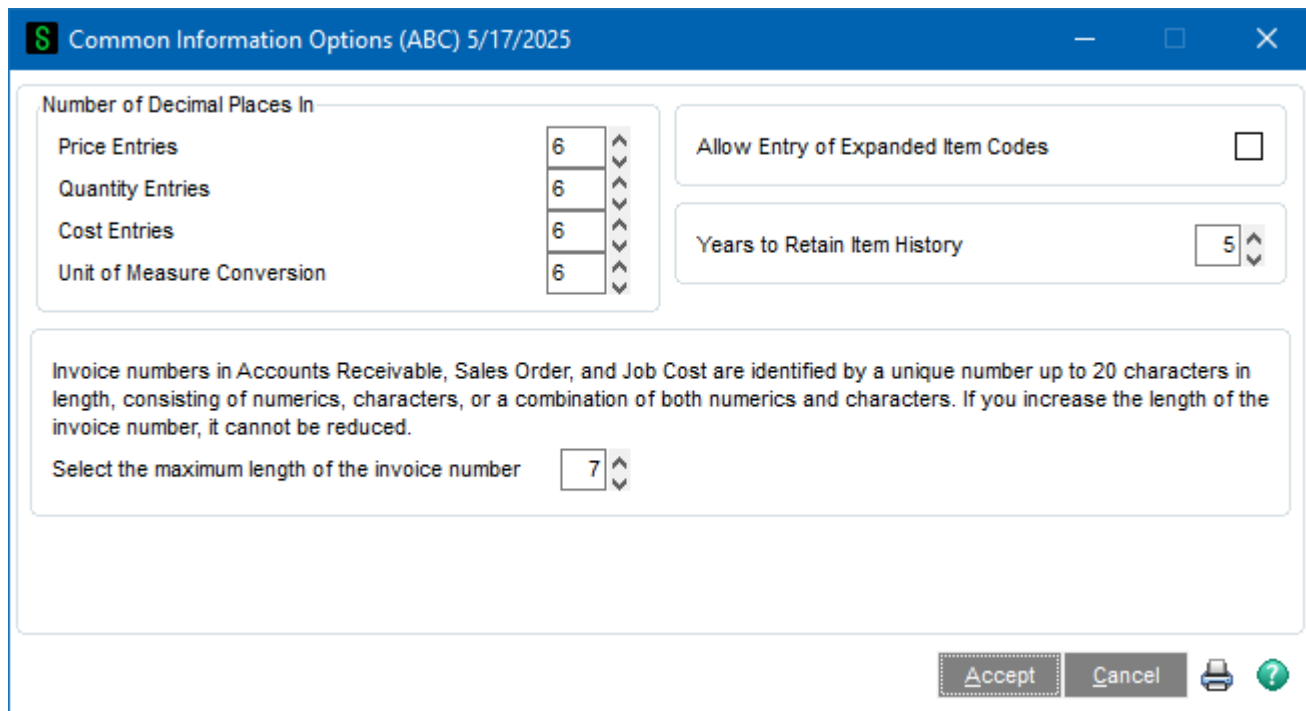 S Common Information Options (ABC) 5/17/2025
Number of Decimal Places In
Price Entries 6
Quantity Entries 6
Cost Entries 6
Unit of Measure Conversion 6
Allow Entry of Expanded Item Codes
Years to Retain Item History 5
Invoice numbers in Accounts Receivable, Sales Order, and Job Cost are identified by a unique number up to 20 characters in
length, consisting of numerics, characters, or a combination of both numerics and characters. If you increase the length of the
invoice number, it cannot be reduced.
Select the maximum length of the invoice number 7
Accept Cancel ?